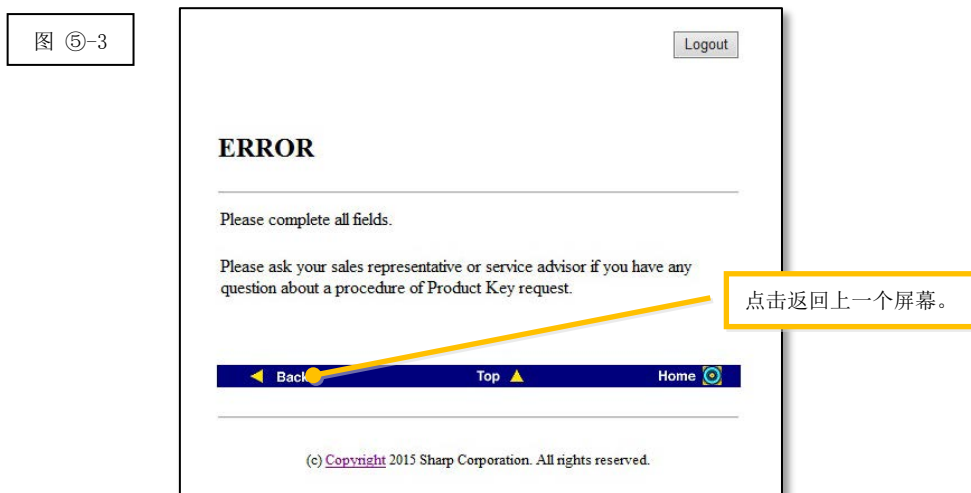 图 ⑤-3
Logout
ERROR
Please complete all fields.
Please ask your sales representative or service advisor if you have any
question about a procedure of Product Key request.
点击返回上一个屏幕。
Back Top Home
(c) Copyright 2015 Sharp Corporation. All rights reserved.